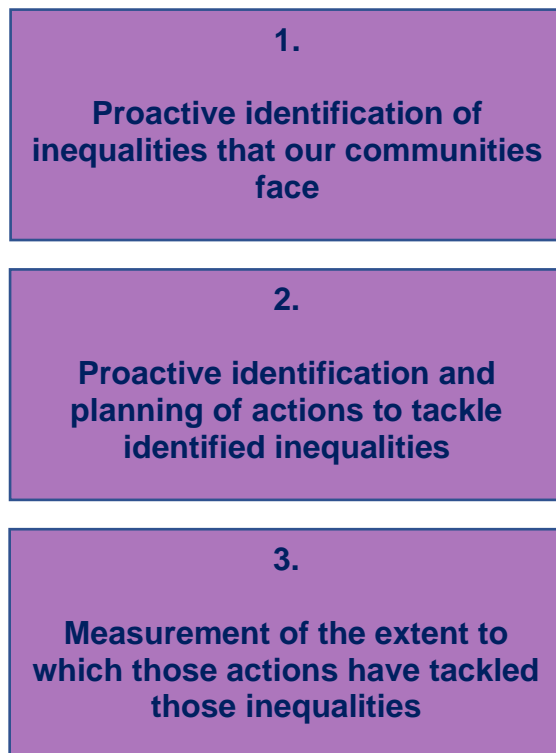 1.
Proactive identification of
inequalities that our communities
face
2.
Proactive identification and
planning of actions to tackle
identified inequalities
3.
Measurement of the extent to
which those actions have tackled
those inequalities